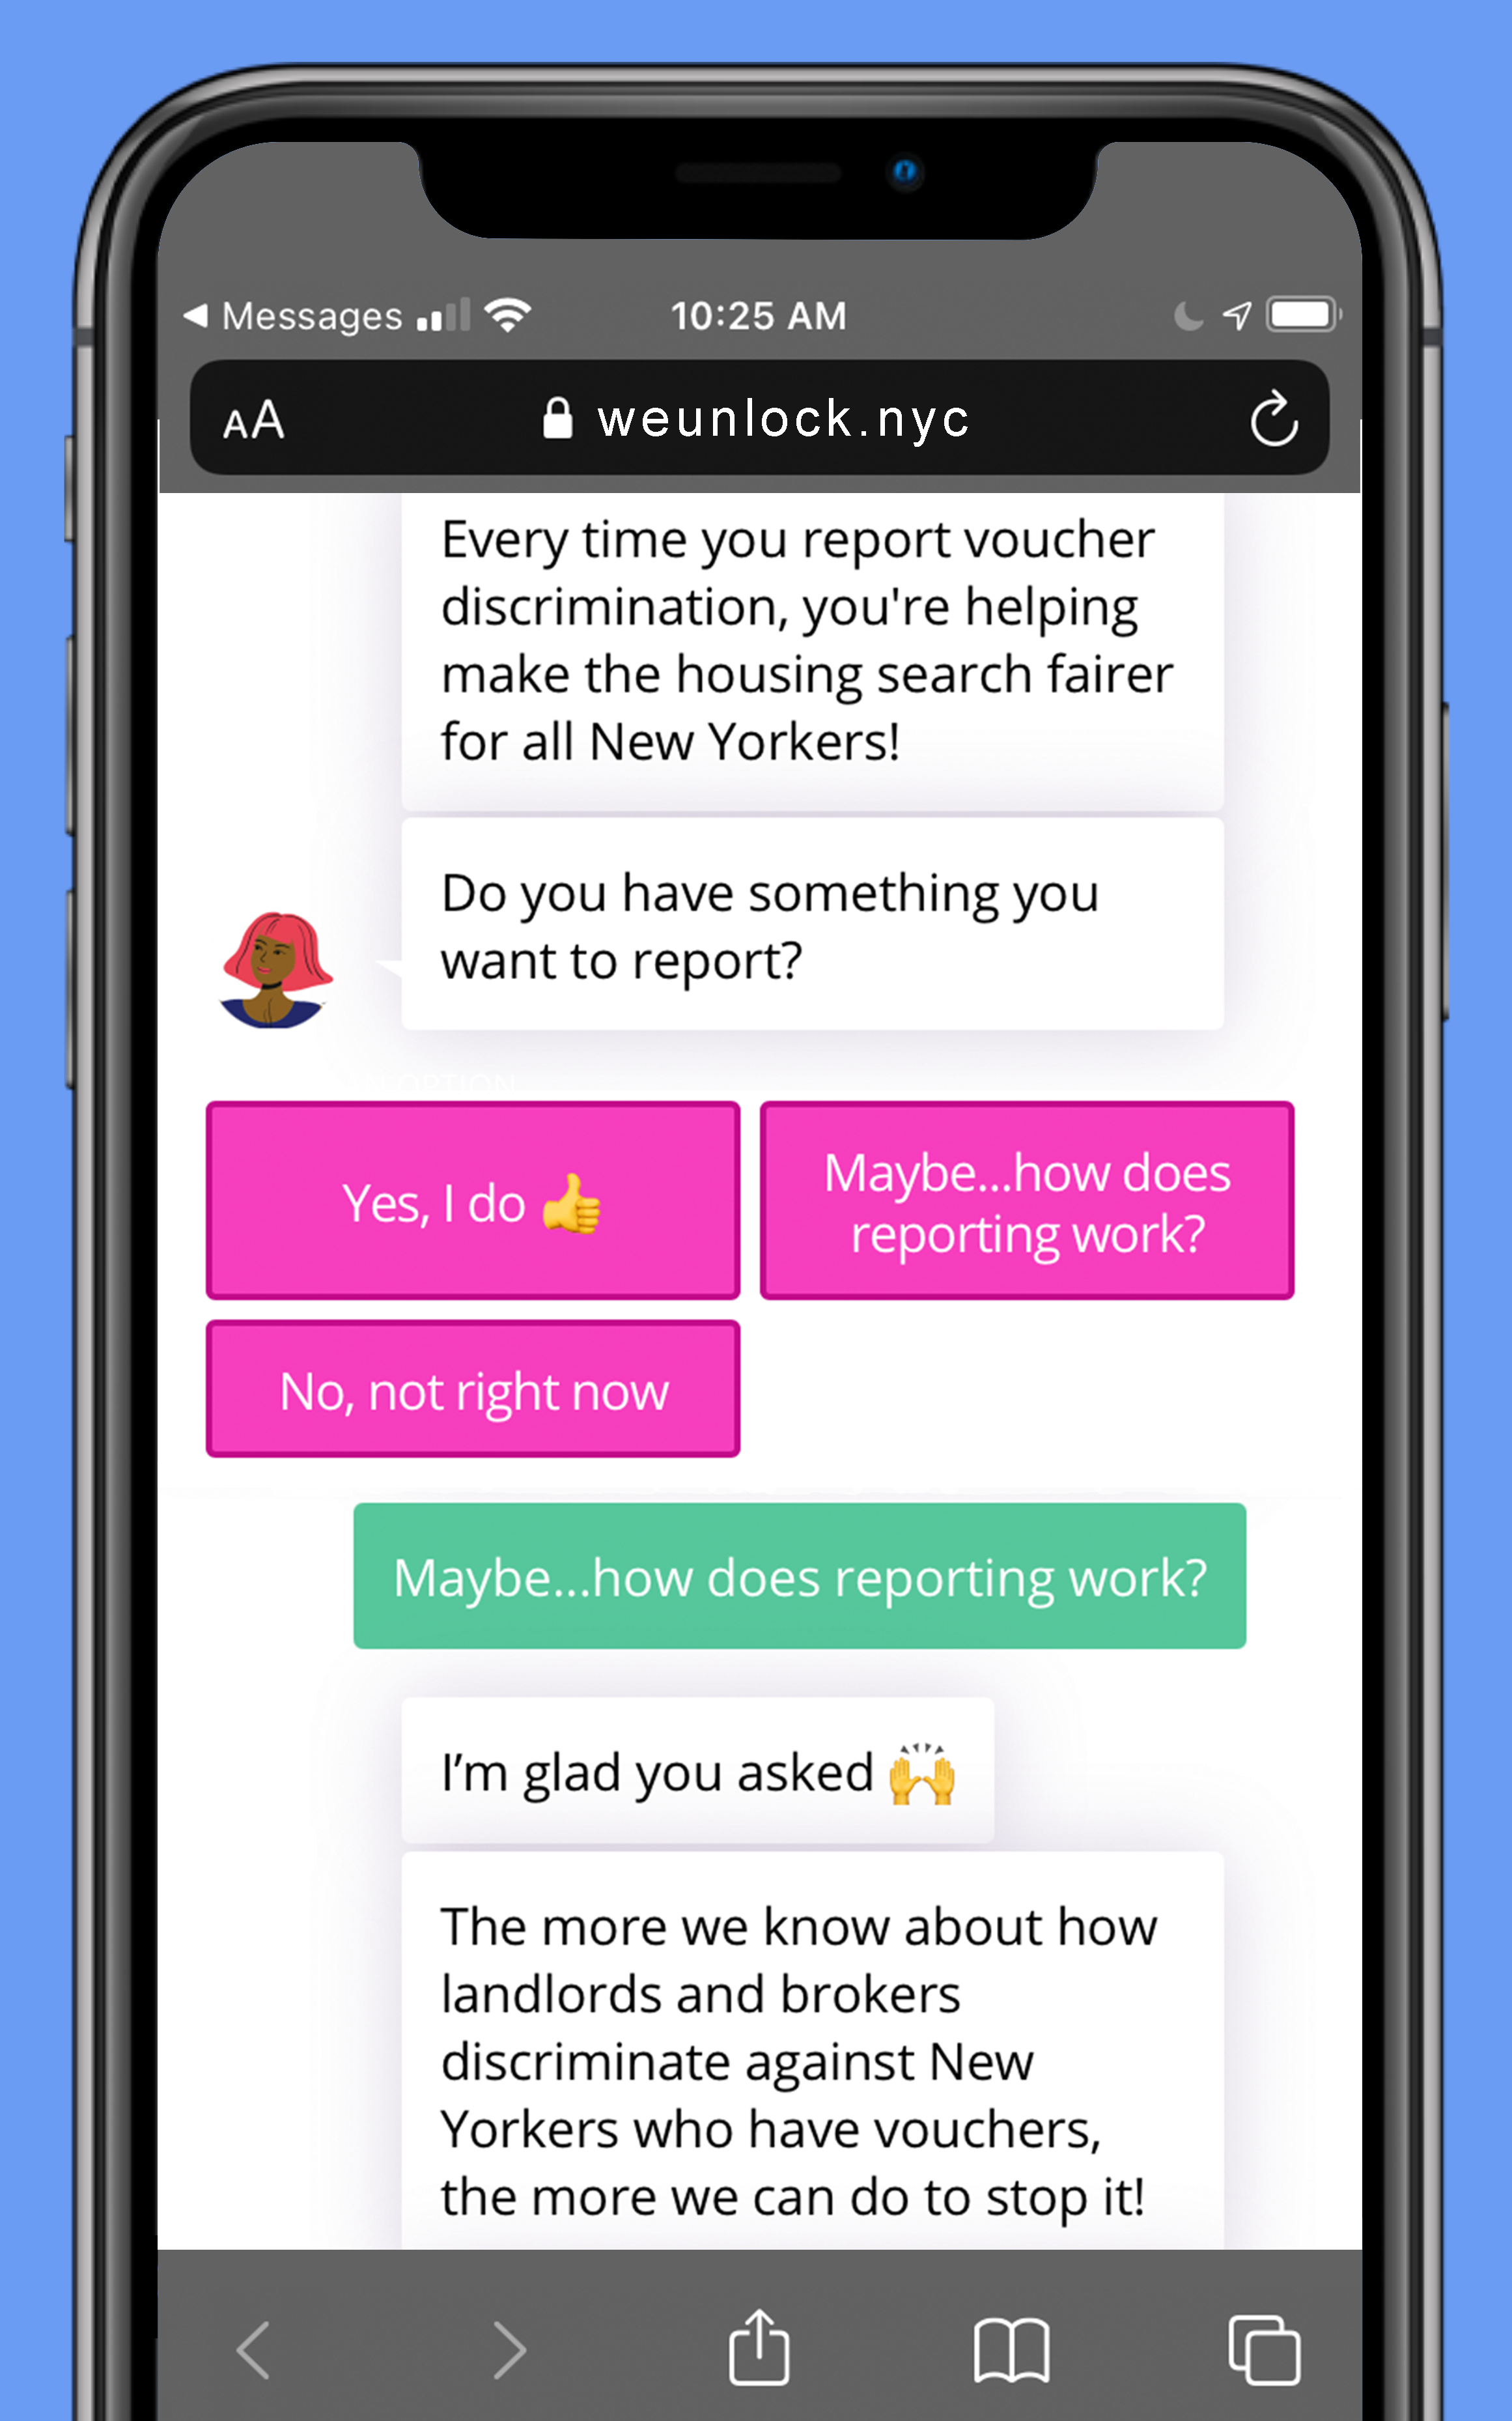 Messages
10:25 AM
AA
weunlock.nyc
Every time you report voucher
discrimination, you're helping
make the housing search fairer
for all New Yorkers!
Do you have something you
want to report?
OPTION
Yes, I do 👍
Maybe...how does
reporting work?
No, not right now
Maybe...how does reporting work?
I’m glad you asked 🙌
The more we know about how
landlords and brokers
discriminate against New
Yorkers who have vouchers,
the more we can do to stop it!